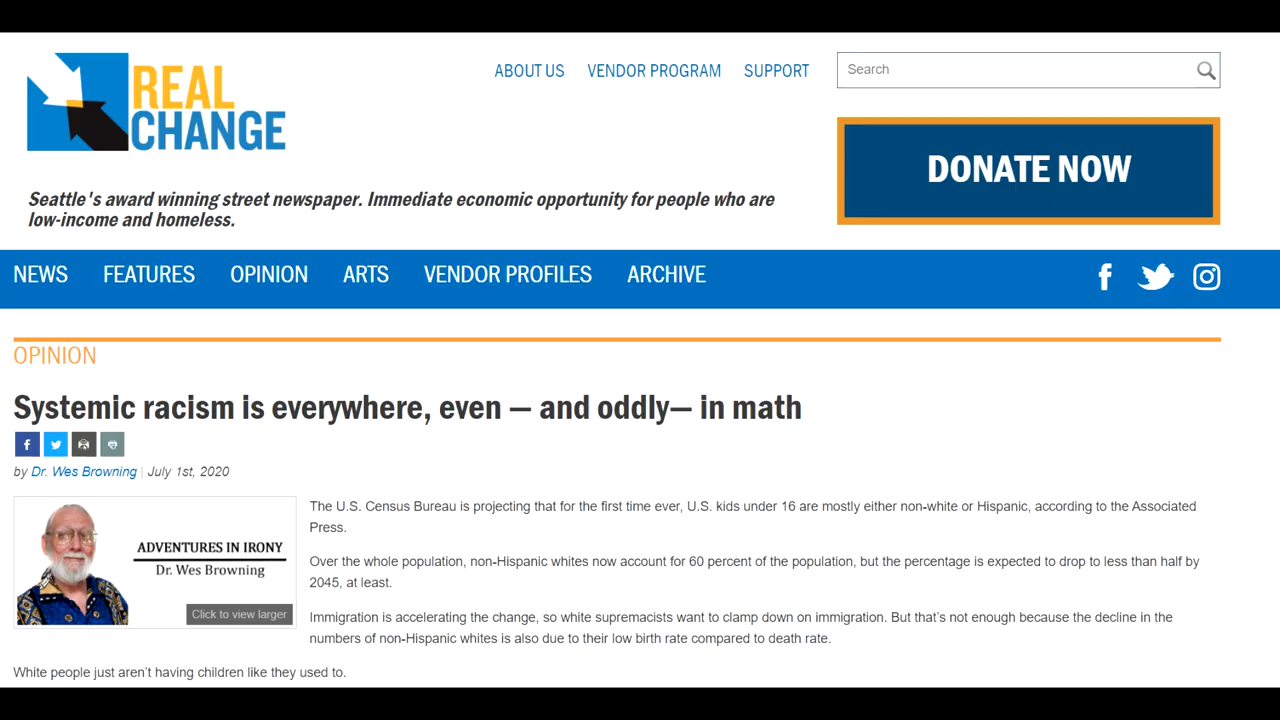 REAL
CHANGE
ABOUT US VENDOR PROGRAM SUPPORT
Search
DONATE NOW
Seattle's award winning street newspaper. Immediate economic opportunity for people who are
low-income and homeless.
NEWS FEATURES OPINION ARTS VENDOR PROFILES ARCHIVE
OPINION
Systemic racism is everywhere, even — and oddly— in math
by Dr. Wes Browning | July 1st, 2020
ADVENTURES IN IRONY
Dr. Wes Browning
Click to view larger
The U.S. Census Bureau is projecting that for the first time ever, U.S. kids under 16 are mostly either non-white or Hispanic, according to the Associated
Press.
Over the whole population, non-Hispanic whites now account for 60 percent of the population, but the percentage is expected to drop to less than half by
2045, at least.
Immigration is accelerating the change, so white supremacists want to clamp down on immigration. But that's not enough because the decline in the
numbers of non-Hispanic whites is also due to their low birth rate compared to death rate.
White people just aren't having children like they used to.